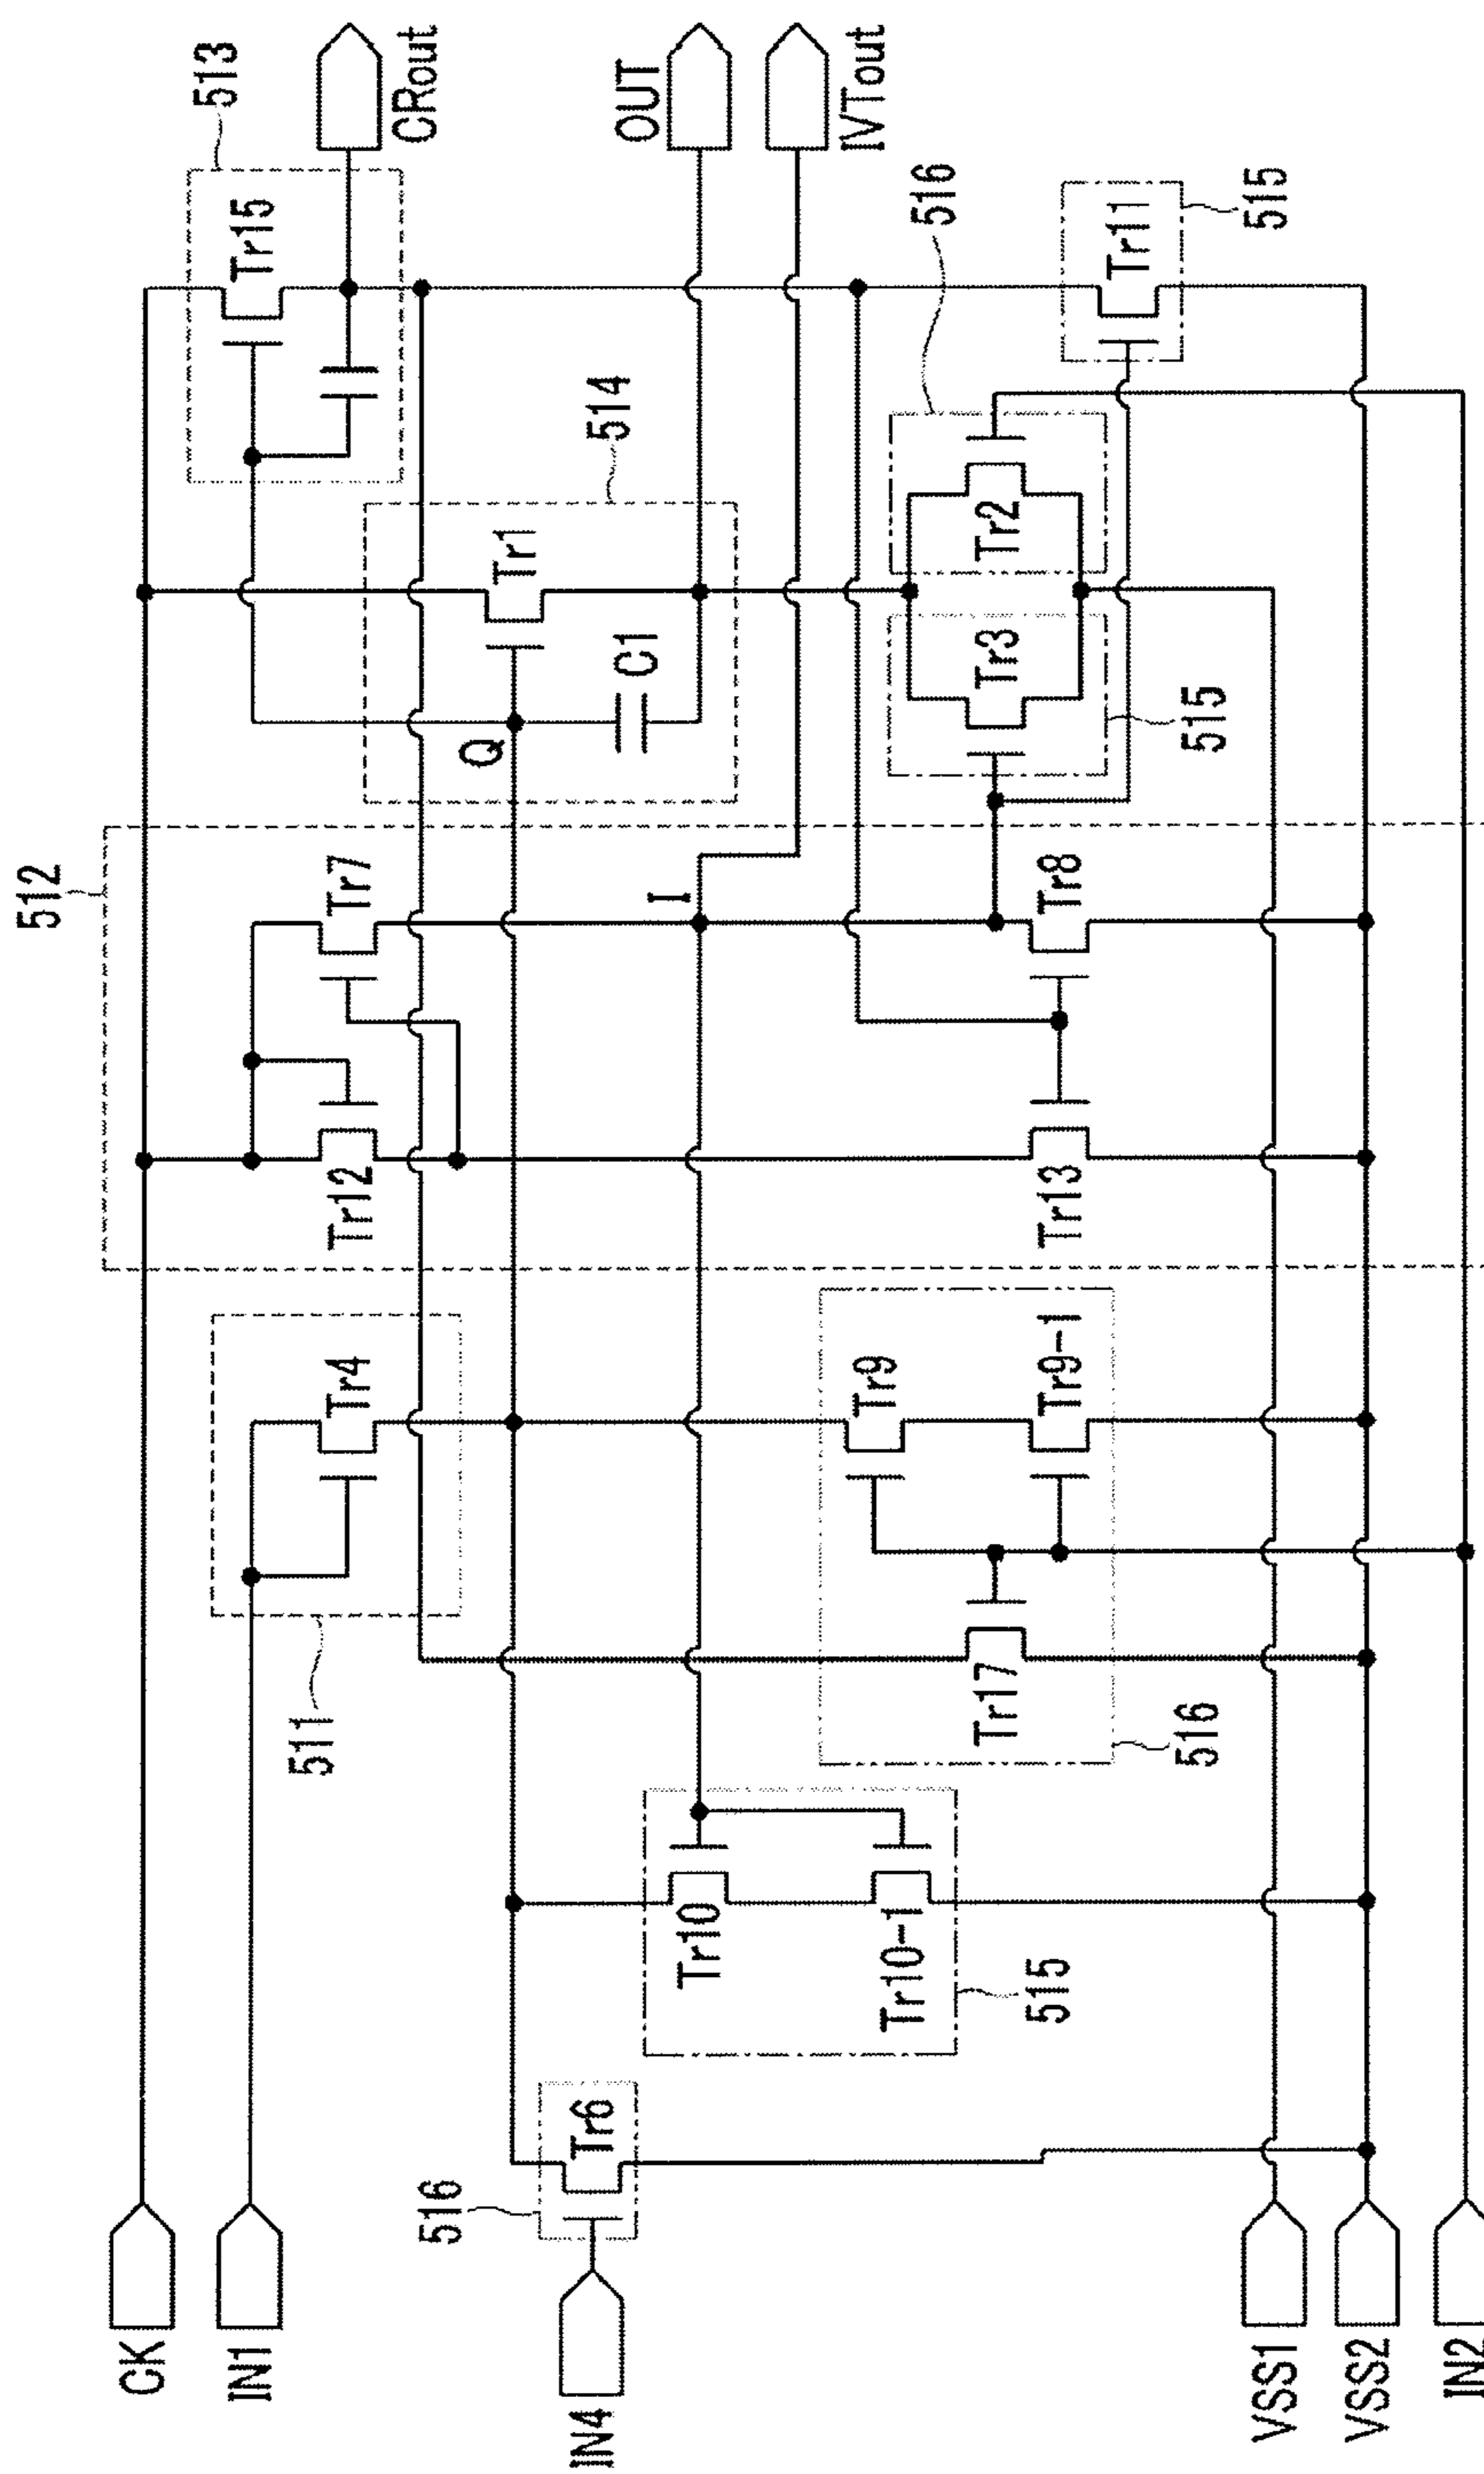 CK
IN1
IN4
VSS1
VSS2
IN2
516
Tr6
Tr10
Tr10-1
515
511
Tr4
Tr17
516
Tr9
Tr9-1
512
Tr12
Tr7
Tr13
Tr8
I
Q
C1
Tr1
514
Tr3
515
Tr2
516
513
Tr15
Tr11
515
CRout
OUT
IVTout